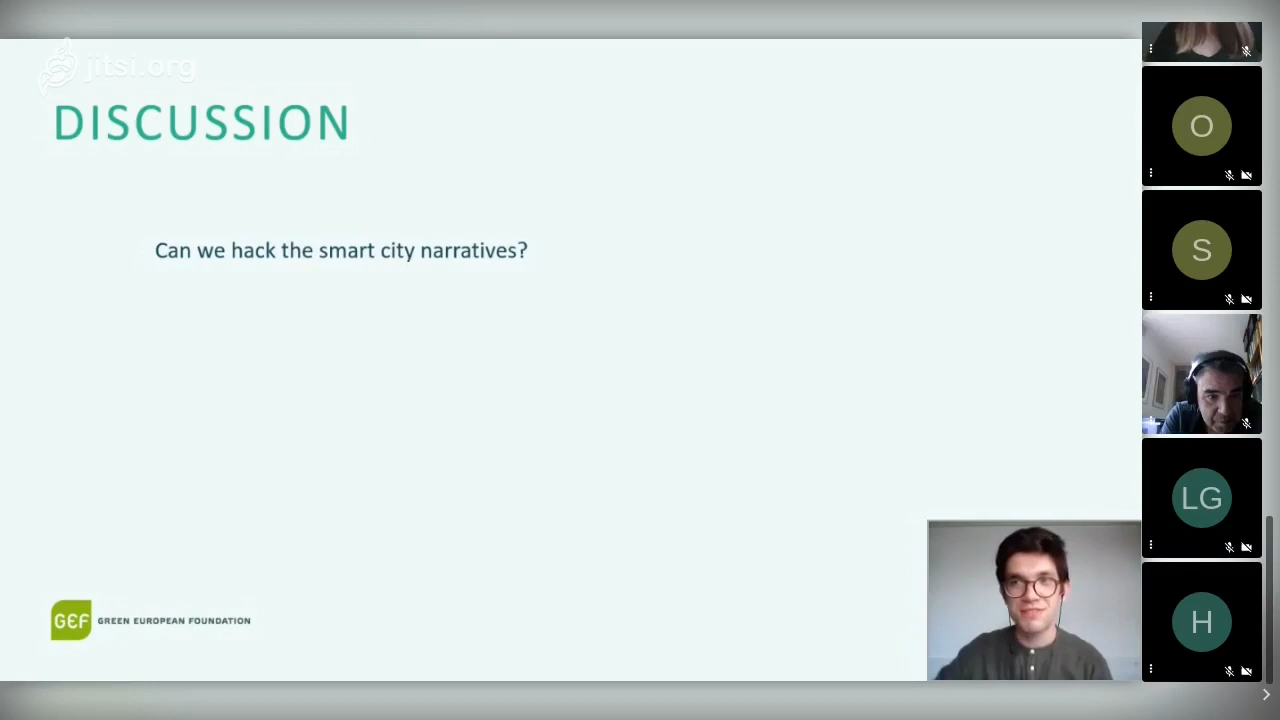 jitsi.org
DISCUSSION
Can we hack the smart city narratives?
GEF GREEN EUROPEAN FOUNDATION
O
S
LG
H